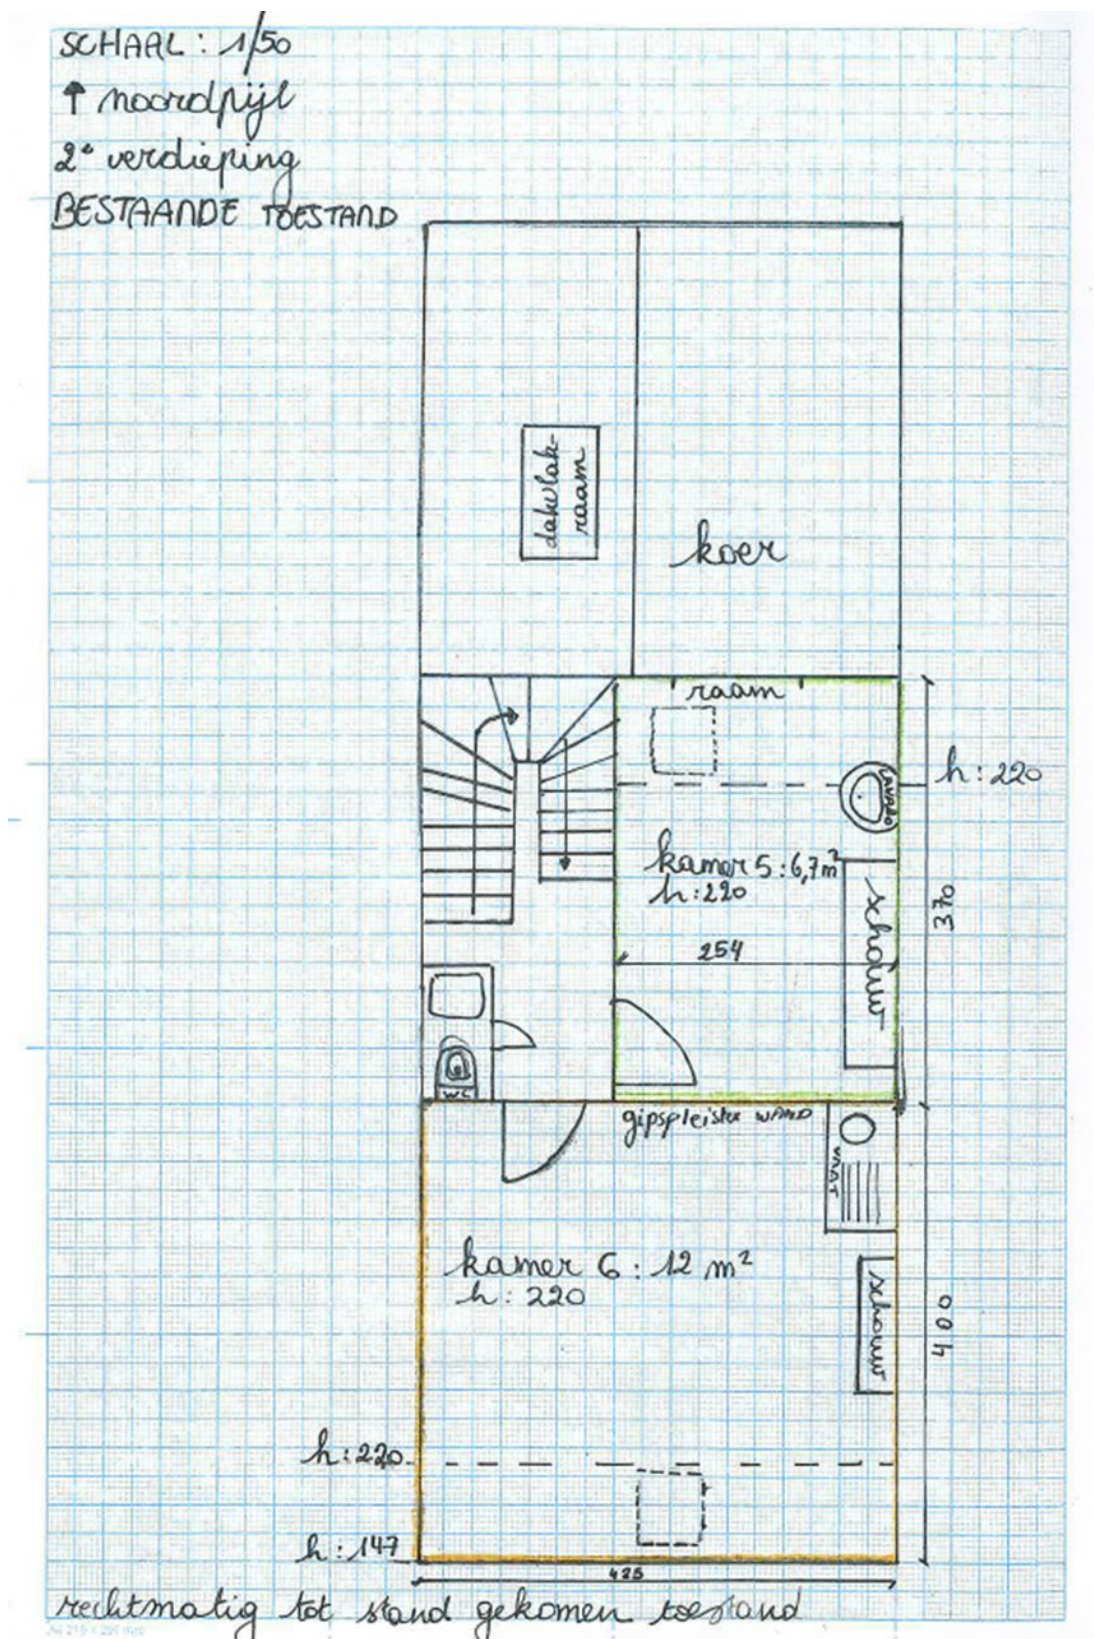 SCHAAL : 1/50
↑ noordpijl
2e verdieping
BESTAANDE TOESTAND
dakvlak-
raam
koer
raam
h : 220
LAVABO
kamer 5 : 6,7 m²
h : 220
schouw
370
254
WC
gipspleister WAND
kamer 6 : 12 m²
h : 220
schouw
400
h : 220
h : 147
425
rechtmatig tot stand gekomen toestand